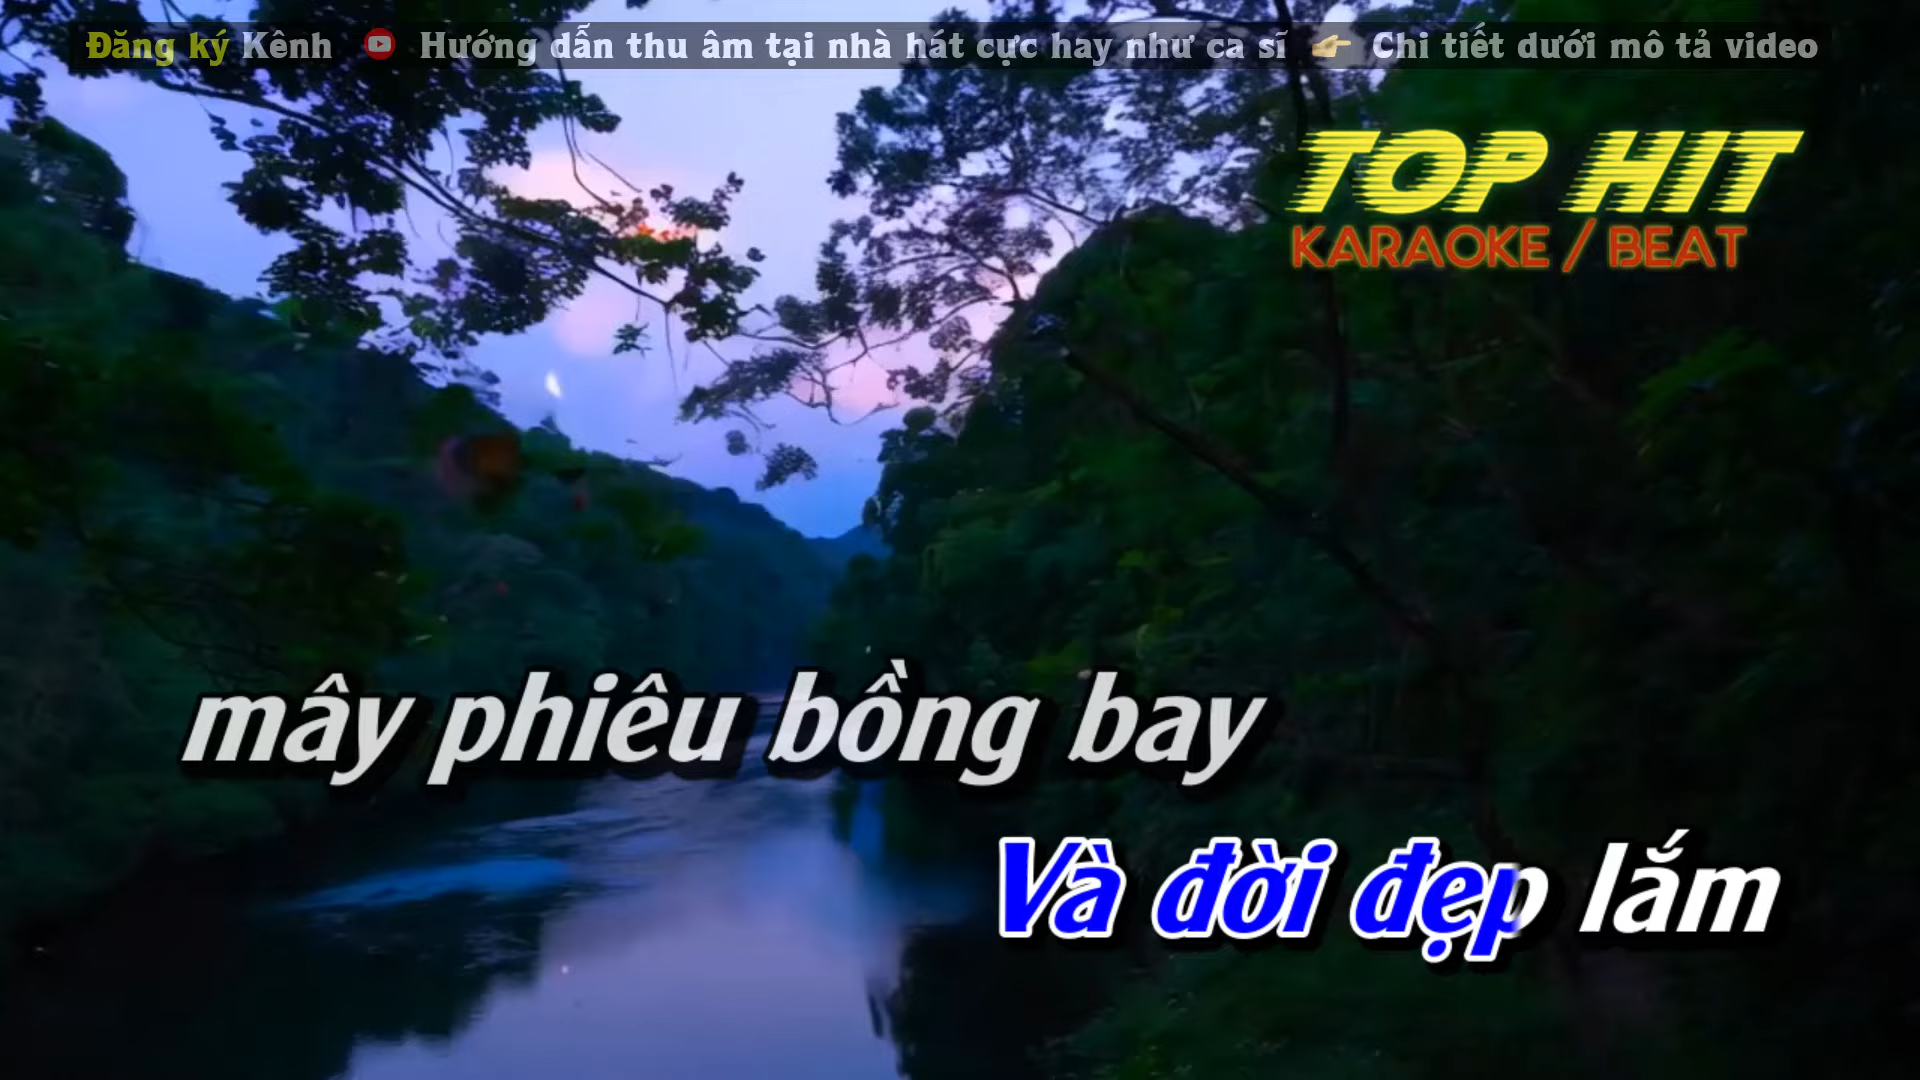 Đăng ký Kênh Hướng dẫn thu âm tại nhà hát cực hay như ca sĩ 👉 Chi tiết dưới mô tả video
TOP HIT
KARAOKE / BEAT
mây phiêu bồng bay
Và đời đẹp lắm